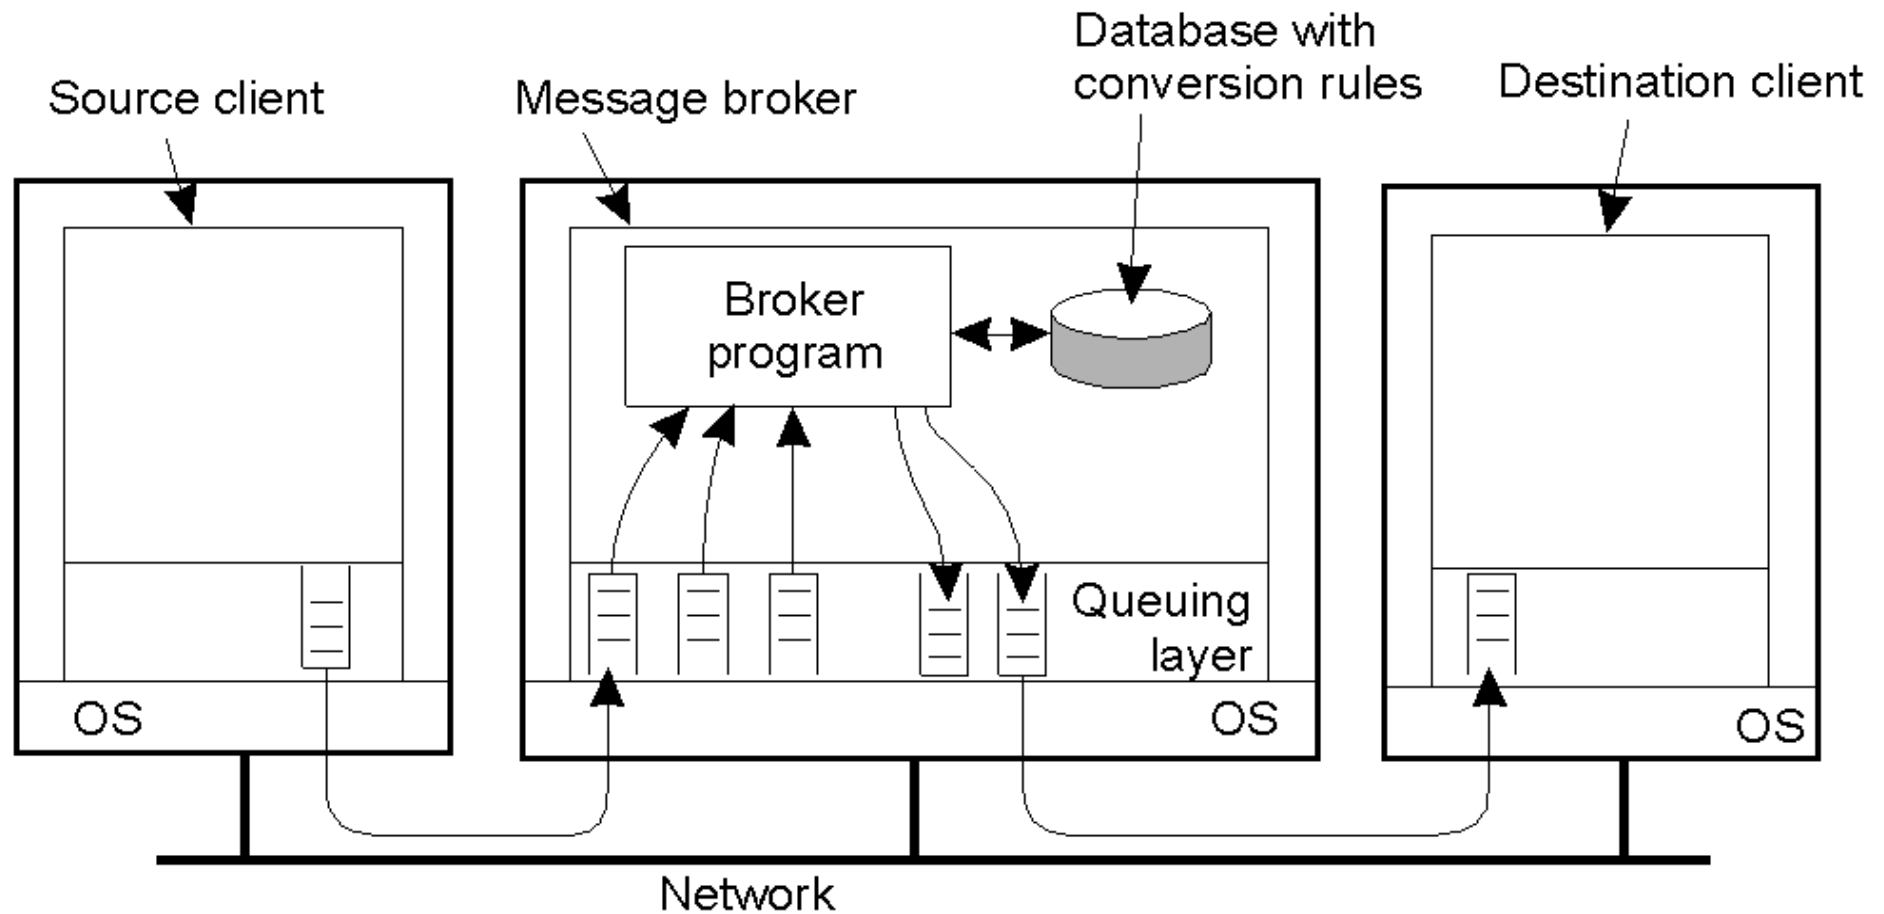 Source client
Message broker
Database with
conversion rules
Destination client
Broker
program
Queuing
layer
OS
OS
OS
Network